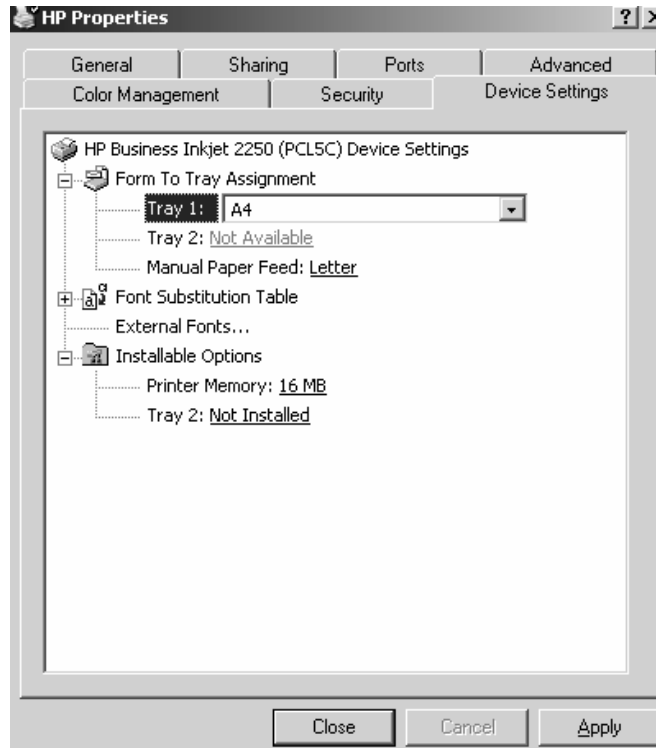 HP Properties
General Sharing Ports Advanced
Color Management Security Device Settings
HP Business Inkjet 2250 (PCL5C) Device Settings
Form To Tray Assignment
Tray 1: A4
Tray 2: Not Available
Manual Paper Feed: Letter
Font Substitution Table
External Fonts...
Installable Options
Printer Memory: 16 MB
Tray 2: Not Installed
Close Cancel Apply